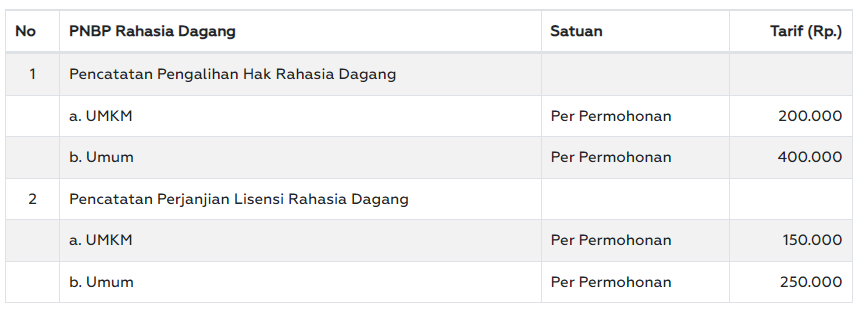 No PNBP Rahasia Dagang Satuan Tarif (Rp.)
1 Pencatatan Pengalihan Hak Rahasia Dagang
a. UMKM Per Permohonan 200.000
b. Umum Per Permohonan 400.000
2 Pencatatan Perjanjian Lisensi Rahasia Dagang
a. UMKM Per Permohonan 150.000
b. Umum Per Permohonan 250.000